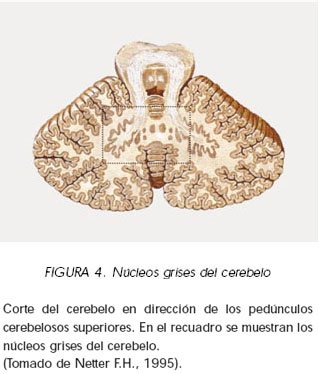 FIGURA 4. Núcleos grises del cerebelo
Corte del cerebelo en dirección de los pedúnculos
cerebelosos superiores. En el recuadro se muestran los
núcleos grises del cerebelo.
(Tomado de Netter F.H., 1995).